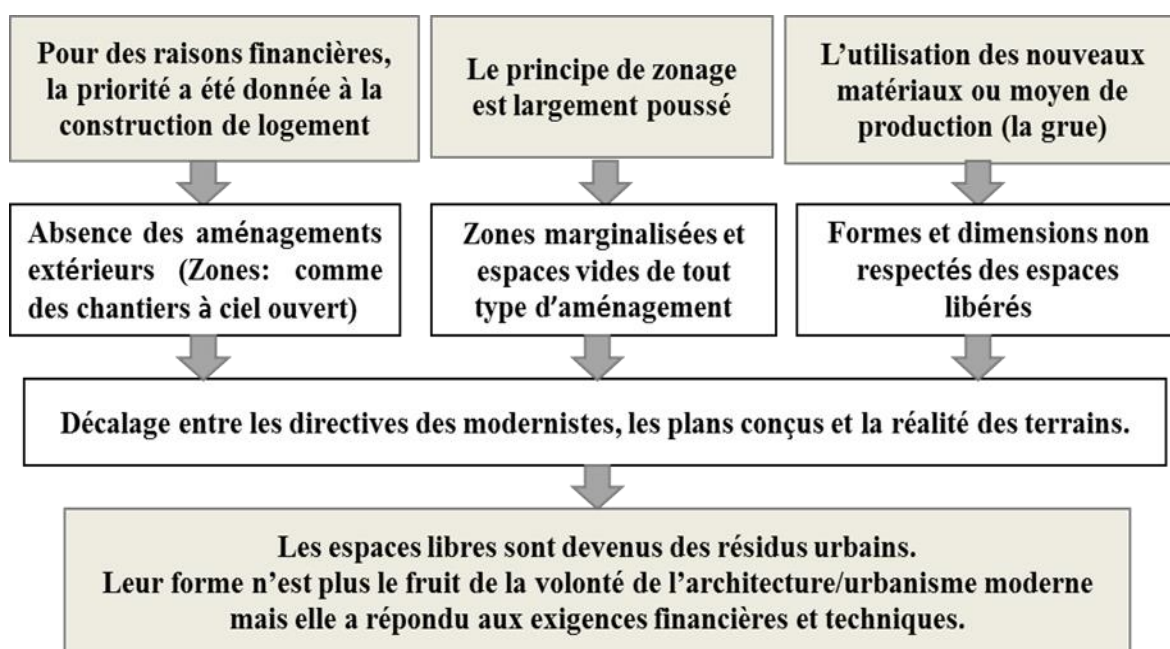 Pour des raisons financières,
la priorité a été donnée à la
construction de logement
Le principe de zonage
est largement poussé
L'utilisation des nouveaux
matériaux ou moyen de
production (la grue)
Absence des aménagements
extérieurs (Zones: comme
des chantiers à ciel ouvert)
Zones marginalisées et
espaces vides de tout
type d'aménagement
Formes et dimensions non
respectés des espaces
libérés
Décalage entre les directives des modernistes, les plans conçus et la réalité des terrains.
Les espaces libres sont devenus des résidus urbains.
Leur forme n'est plus le fruit de la volonté de l'architecture/urbanisme moderne
mais elle a répondu aux exigences financières et techniques.